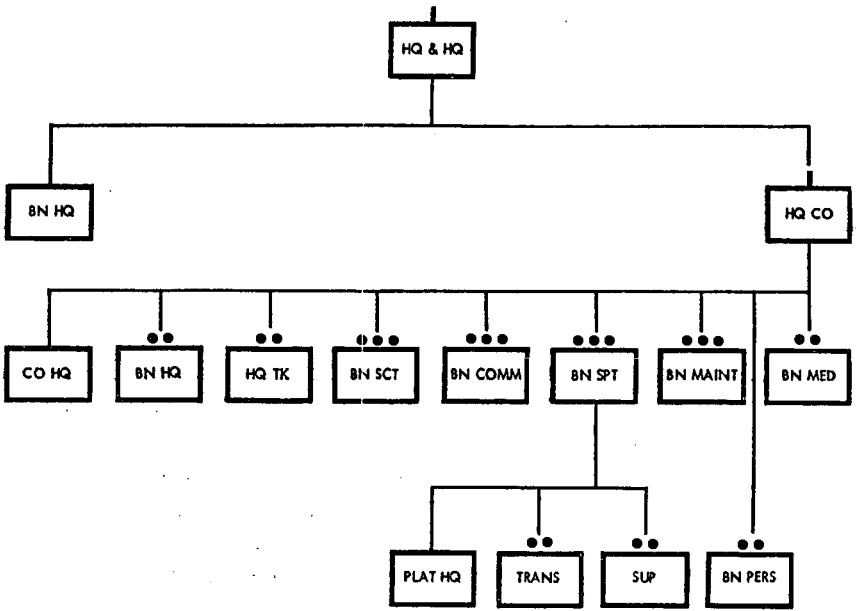 HQ & HQ
BN HQ
HQ CO
CO HQ
BN HQ
HQ TK
BN SCT
BN COMM
BN SPT
BN MAINT
BN MED
PLAT HQ
TRANS
SUP
BN PERS